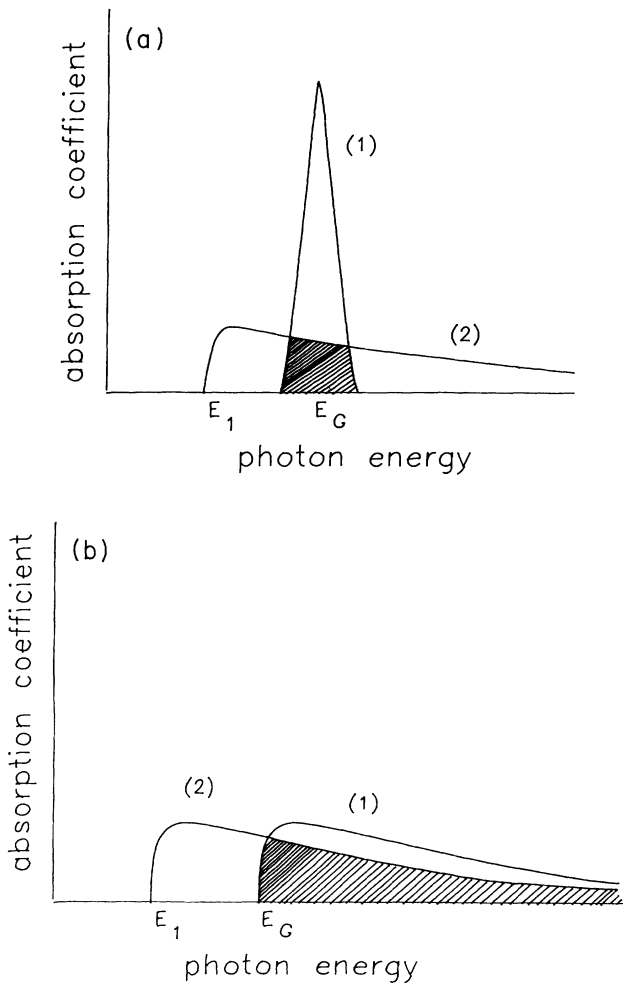 (a)
absorption coefficient
(1)
(2)
E1
EG
photon energy
(b)
absorption coefficient
(2)
(1)
E1
EG
photon energy